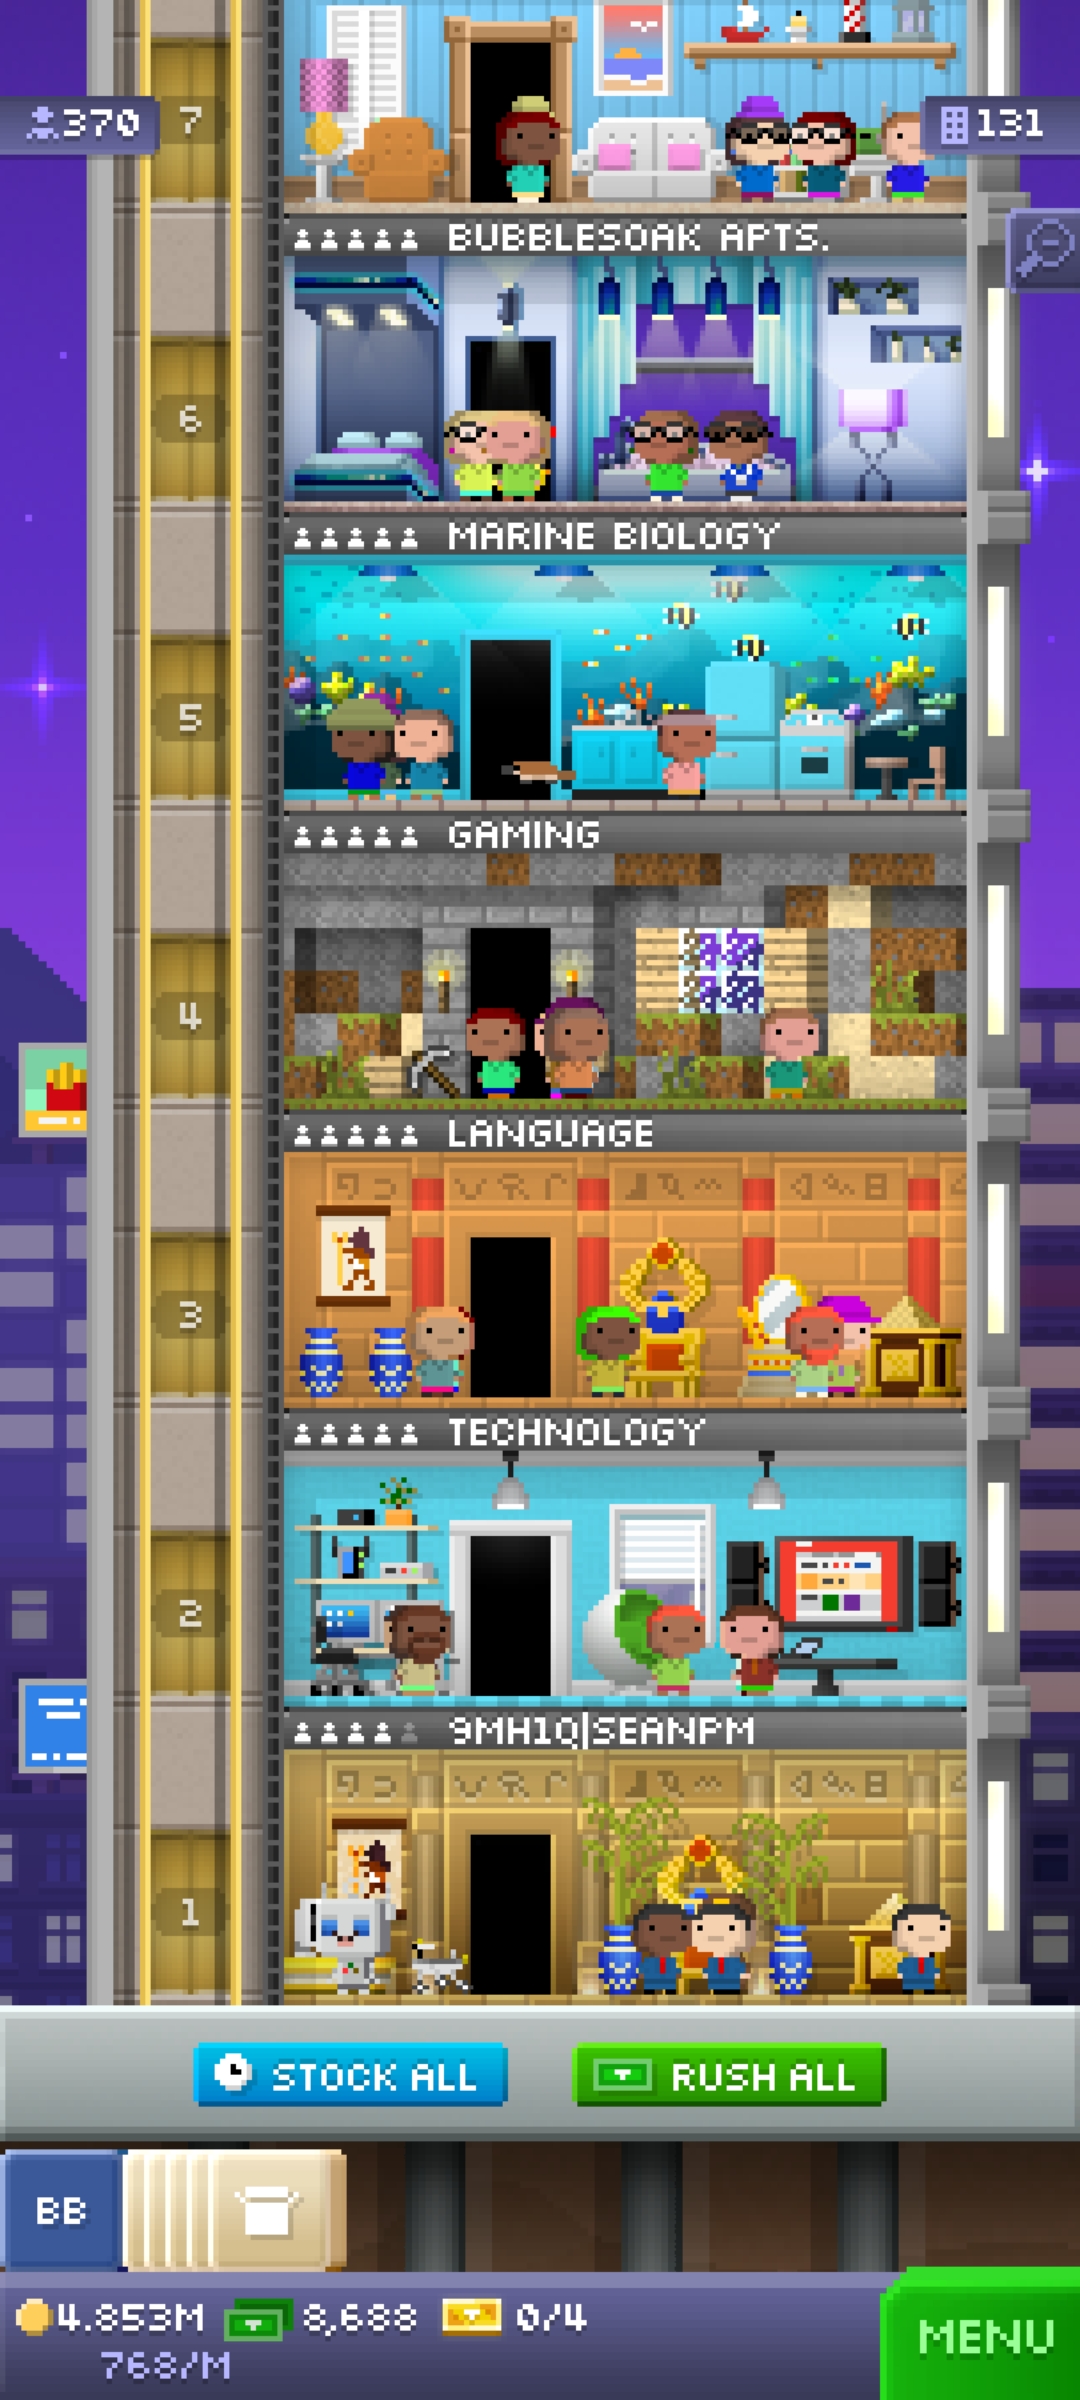 7
370
131
BUBBLESOAK APTS.
6
MARINE BIOLOGY
5
GAMING
4
LANGUAGE
3
TECHNOLOGY
2
9MH1Q|SEANPM
1
STOCK ALL
RUSH ALL
BB
4.853M
8,688
0/4
768/M
MENU